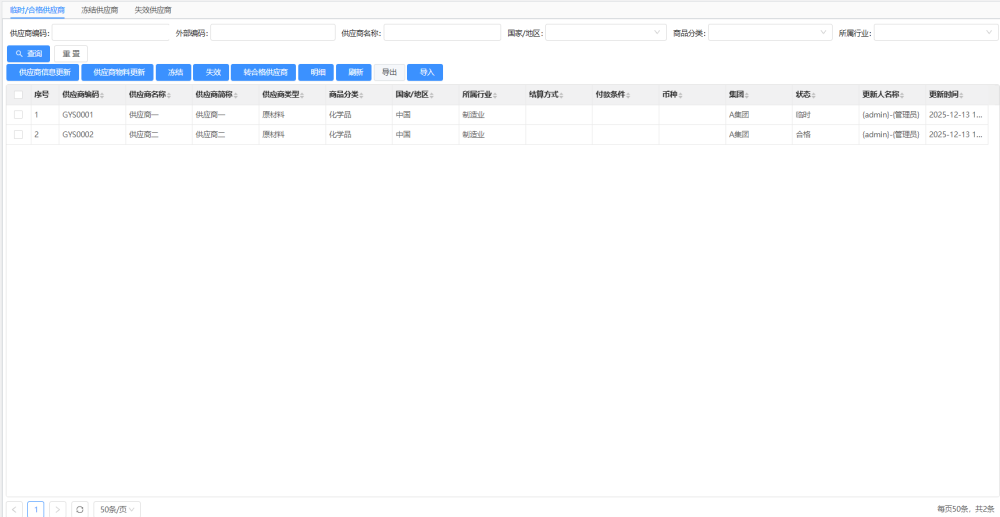 临时/合格供应商 冻结供应商 失效供应商
供应商编码: 外部编码: 供应商名称: 国家/地区: 商品分类: 所属行业:
查询 重 置
供应商信息更新 供应商物料更新 冻结 失效 转合格供应商 明细 刷新 导出 导入
序号 供应商编码 供应商名称 供应商简称 供应商类型 商品分类 国家/地区 所属行业 结算方式 付款条件 币种 集团 状态 更新人名称 更新时间
1 GYS0001 供应商一 供应商一 原材料 化学品 中国 制造业 A集团 临时 (admin)-(管理员) 2025-12-13 1...
2 GYS0002 供应商二 供应商二 原材料 化学品 中国 制造业 A集团 合格 (admin)-(管理员) 2025-12-13 1...
1 50条/页 每页50条，共2条